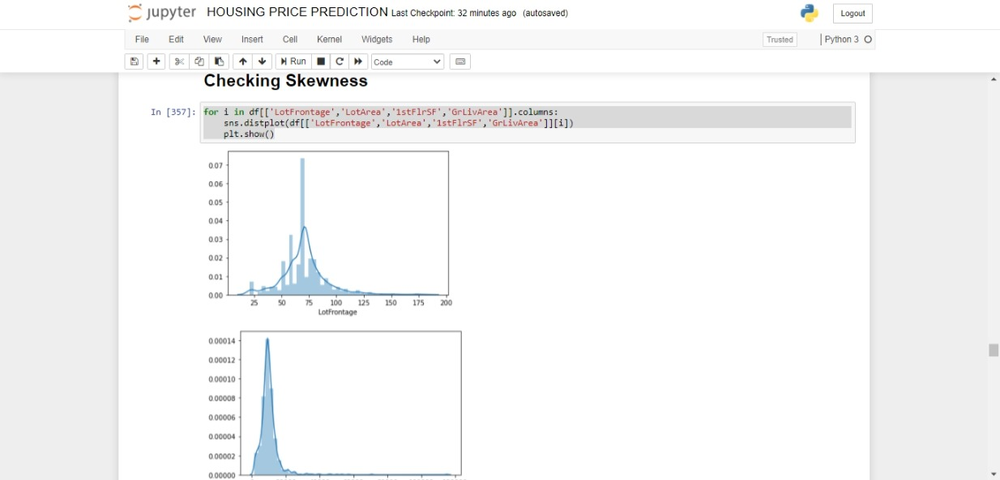 jupyter HOUSING PRICE PREDICTION Last Checkpoint: 32 minutes ago (autosaved) Logout
File Edit View Insert Cell Kernel Widgets Help Trusted Python 3
Run Code
Checking Skewness
In [357]: for i in df[['LotFrontage','LotArea','1stFlrSF','GrLivArea']].columns:
sns.distplot(df[['LotFrontage','LotArea','1stFlrSF','GrLivArea']][i])
plt.show()
0.07
0.06
0.05
0.04
0.03
0.02
0.01
0.00
25 50 75 100 125 150 175 200
LotFrontage
0.00014
0.00012
0.00010
0.00008
0.00006
0.00004
0.00002
0.00000